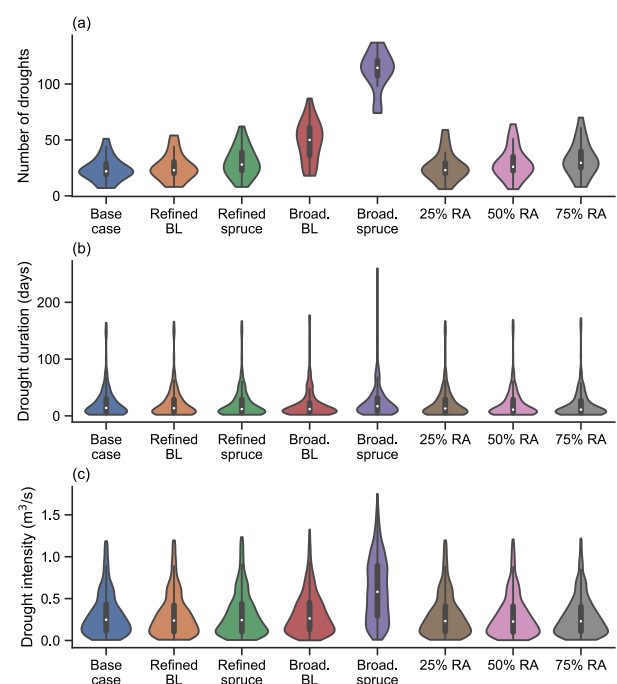 (a)
Number of droughts
100
50
0
Base case
Refined BL
Refined spruce
Broad. BL
Broad. spruce
25% RA
50% RA
75% RA
(b)
Drought duration (days)
200
100
0
Base case
Refined BL
Refined spruce
Broad. BL
Broad. spruce
25% RA
50% RA
75% RA
(c)
Drought intensity (m³/s)
1.5
1.0
0.5
0.0
Base case
Refined BL
Refined spruce
Broad. BL
Broad. spruce
25% RA
50% RA
75% RA